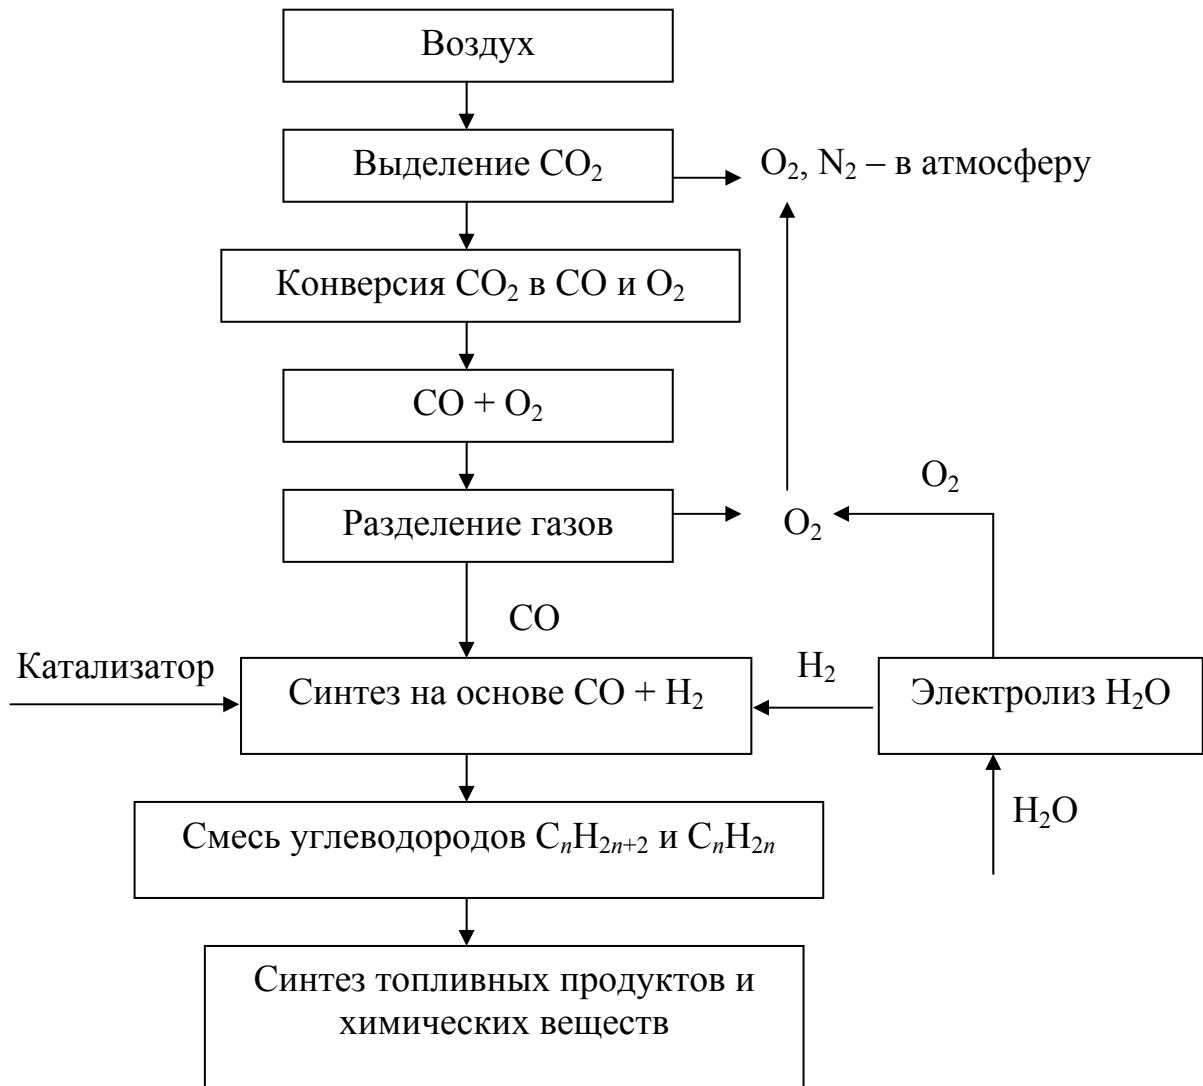 Воздух
Выделение CO₂
O₂, N₂ – в атмосферу
Конверсия CO₂ в CO и O₂
CO + O₂
O₂
Разделение газов
O₂
CO
Катализатор
H₂
Синтез на основе CO + H₂
Электролиз H₂O
H₂O
Смесь углеводородов CₙH₂ₙ₊₂ и CₙH₂ₙ
Синтез топливных продуктов и
химических веществ